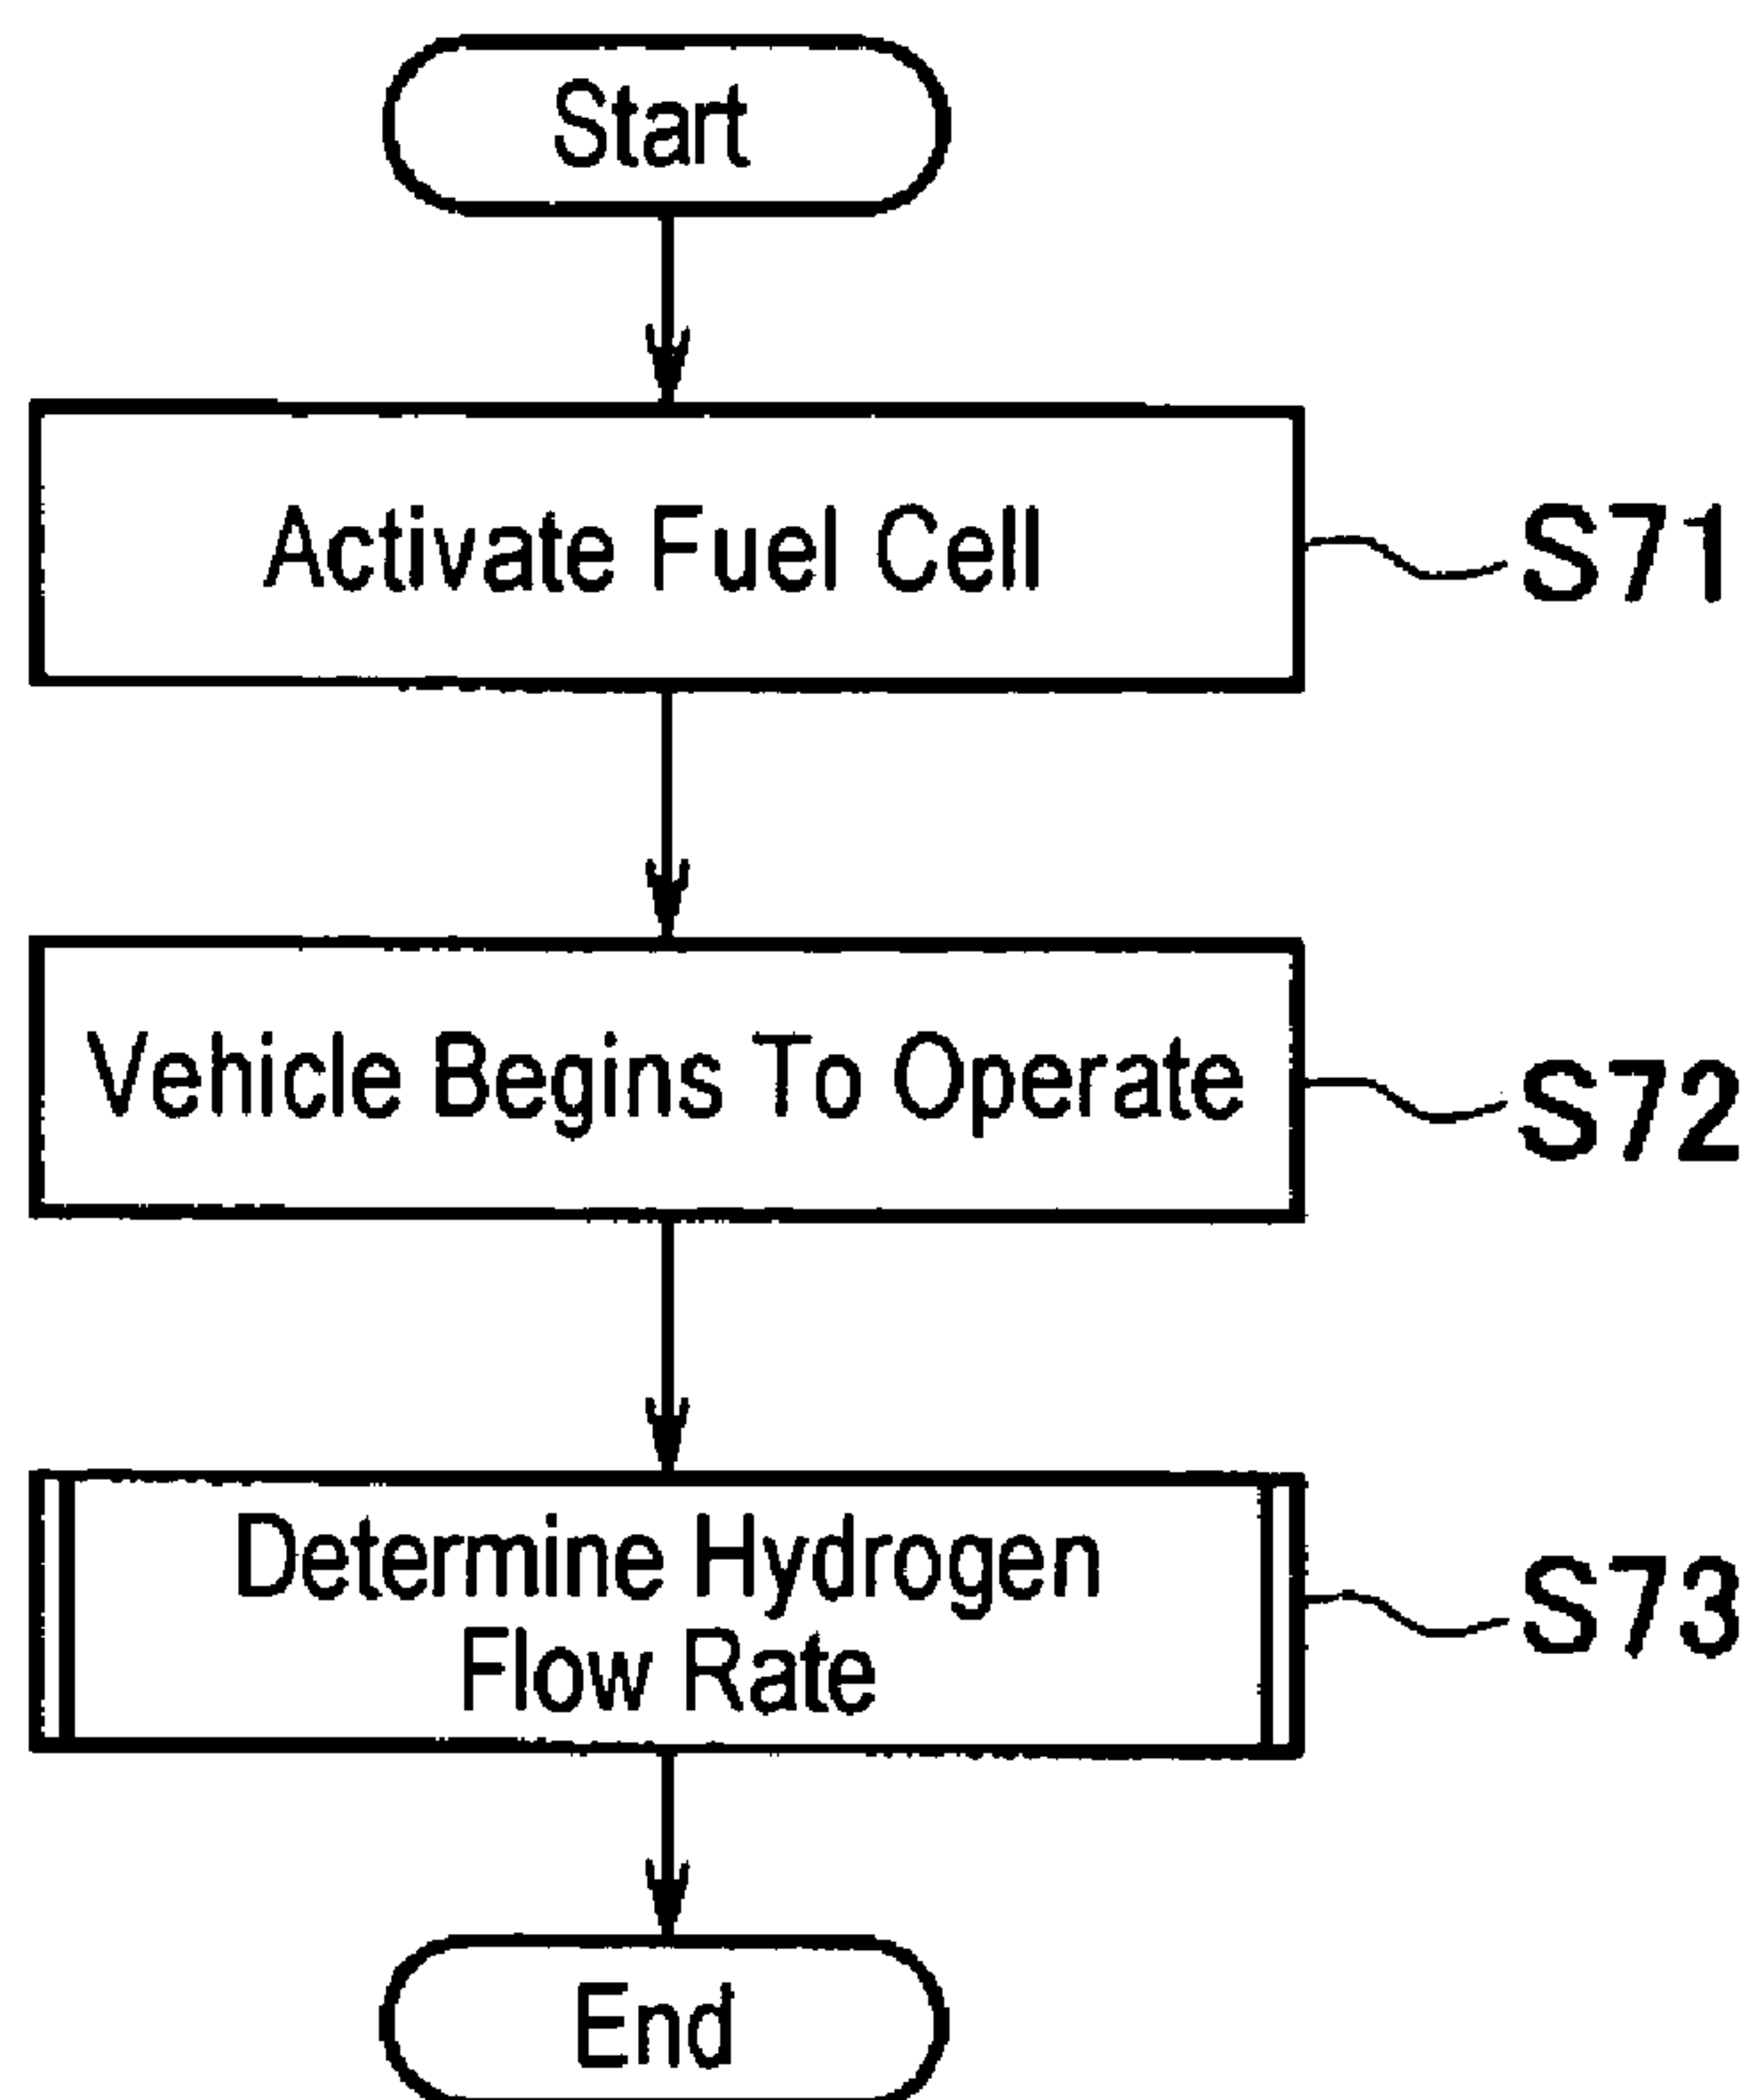 Start
Activate Fuel Cell
S71
Vehicle Begins To Operate
S72
Determine Hydrogen
Flow Rate
S73
End